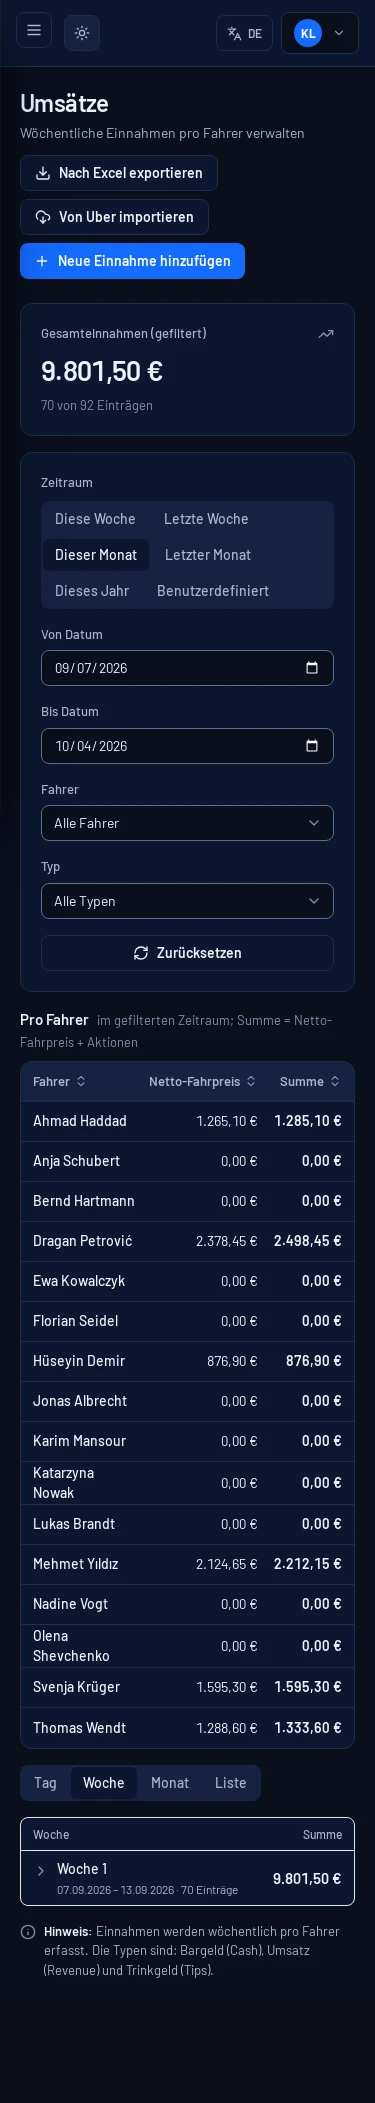 DE KL
Umsätze
Wöchentliche Einnahmen pro Fahrer verwalten
Nach Excel exportieren
Von Uber importieren
Neue Einnahme hinzufügen
Gesamteinnahmen (gefiltert)
9.801,50 €
70 von 92 Einträgen
Zeitraum
Diese Woche Letzte Woche
Dieser Monat Letzter Monat
Dieses Jahr Benutzerdefiniert
Von Datum
09/07/2026
Bis Datum
10/04/2026
Fahrer
Alle Fahrer
Typ
Alle Typen
Zurücksetzen
Pro Fahrer im gefilterten Zeitraum; Summe = Netto-
Fahrpreis + Aktionen
Fahrer Netto-Fahrpreis Summe
Ahmad Haddad 1.265,10 € 1.285,10 €
Anja Schubert 0,00 € 0,00 €
Bernd Hartmann 0,00 € 0,00 €
Dragan Petrović 2.378,45 € 2.498,45 €
Ewa Kowalczyk 0,00 € 0,00 €
Florian Seidel 0,00 € 0,00 €
Hüseyin Demir 876,90 € 876,90 €
Jonas Albrecht 0,00 € 0,00 €
Karim Mansour 0,00 € 0,00 €
Katarzyna
Nowak 0,00 € 0,00 €
Lukas Brandt 0,00 € 0,00 €
Mehmet Yıldız 2.124,65 € 2.212,15 €
Nadine Vogt 0,00 € 0,00 €
Olena
Shevchenko 0,00 € 0,00 €
Svenja Krüger 1.595,30 € 1.595,30 €
Thomas Wendt 1.288,60 € 1.333,60 €
Tag Woche Monat Liste
Woche Summe
Woche 1 9.801,50 €
07.09.2026 – 13.09.2026 · 70 Einträge
Hinweis: Einnahmen werden wöchentlich pro Fahrer
erfasst. Die Typen sind: Bargeld (Cash), Umsatz
(Revenue) und Trinkgeld (Tips).